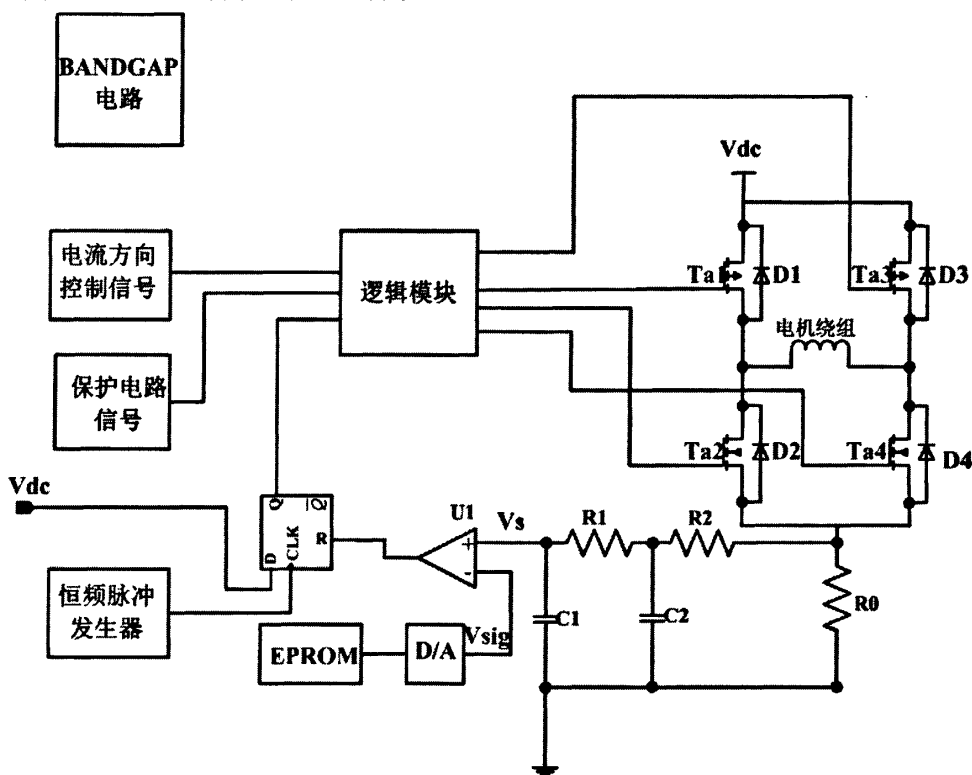 BANDGAP
电路
Vdc
电流方向
控制信号
逻辑模块
Ta1
D1
Ta3
D3
电机绕组
保护电路
信号
Ta2
D2
Ta4
D4
Vdc
Q
Q
D
CLK
R
U1
Vs
R1
R2
R0
恒频脉冲
发生器
EPROM
D/A
Vsig
C1
C2